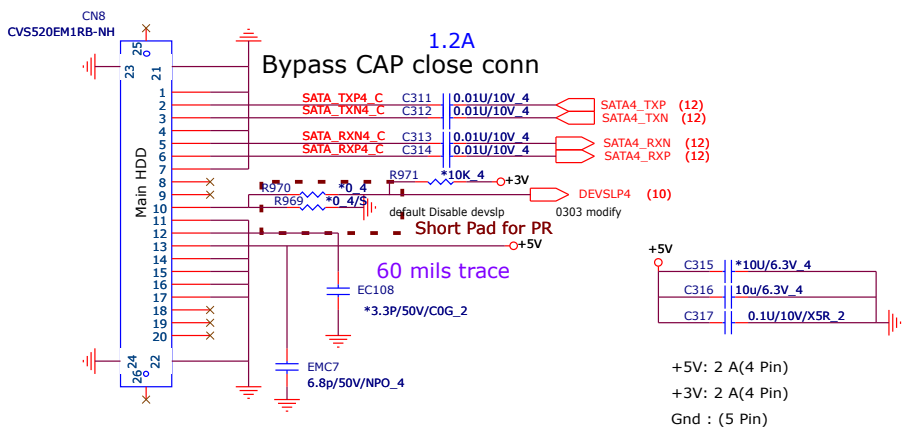 CN8
CVS520EM1RB-NH
25
23
21
1.2A
Bypass CAP close conn
Main HDD
1
2
3
4
5
6
7
8
9
10
11
12
13
14
15
16
17
18
19
20
24
22
26
SATA_TXP4_C C311 0.01U/10V_4 SATA4_TXP (12)
SATA_TXN4_C C312 0.01U/10V_4 SATA4_TXN (12)
SATA_RXN4_C C313 0.01U/10V_4 SATA4_RXN (12)
SATA_RXP4_C C314 0.01U/10V_4 SATA4_RXP (12)
R971 *10K_4 +3V
R970 *0_4 DEVSLP4 (10)
R969 *0_4/S
default Disable devslp 0303 modify
Short Pad for PR
+5V
60 mils trace
EC108
*3.3P/50V/C0G_2
EMC7
6.8p/50V/NPO_4
+5V
C315 *10U/6.3V_4
C316 10u/6.3V_4
C317 0.1U/10V/X5R_2
+5V: 2 A(4 Pin)
+3V: 2 A(4 Pin)
Gnd : (5 Pin)